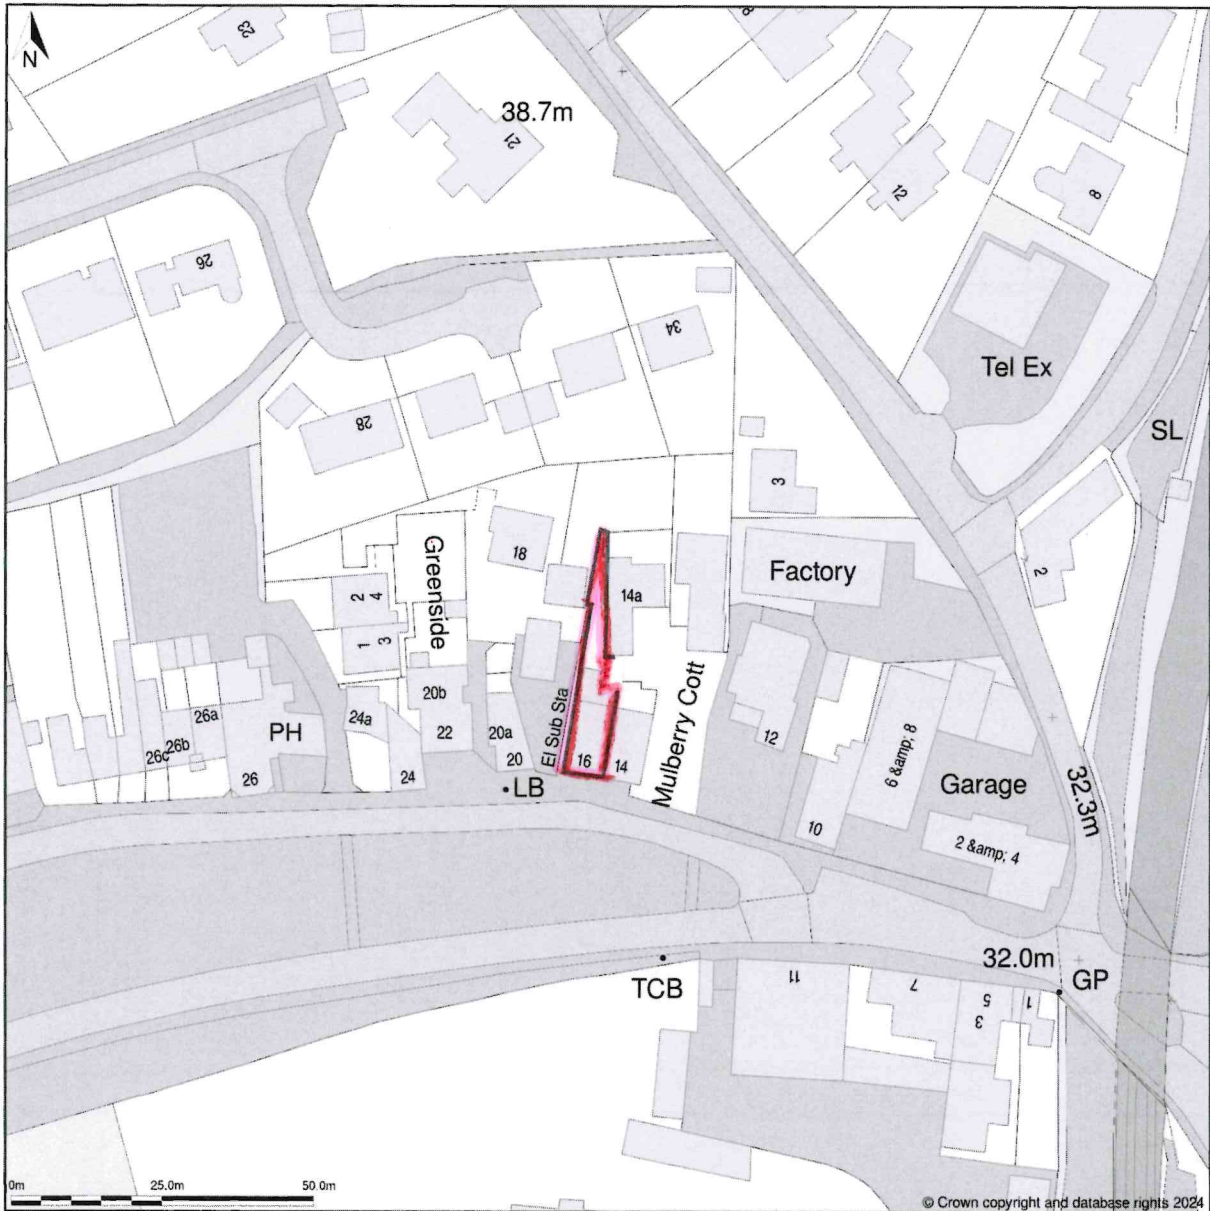 N
23
8
38.7m
21
12
8
26
Tel Ex
34
SL
28
3
18
Factory
2
14a
Greenside
2
4
1
3
Mulberry Cott
20b
El Sub Sta
26a
24a
20a
12
PH
22
26b
26c
6 &amp; 8
16
14
20
24
26
LB
Garage
32.3m
10
2 &amp; 4
32.0m
TCB
11
7
5
1
GP
3
0m
25.0m
50.0m
© Crown copyright and database rights 2024